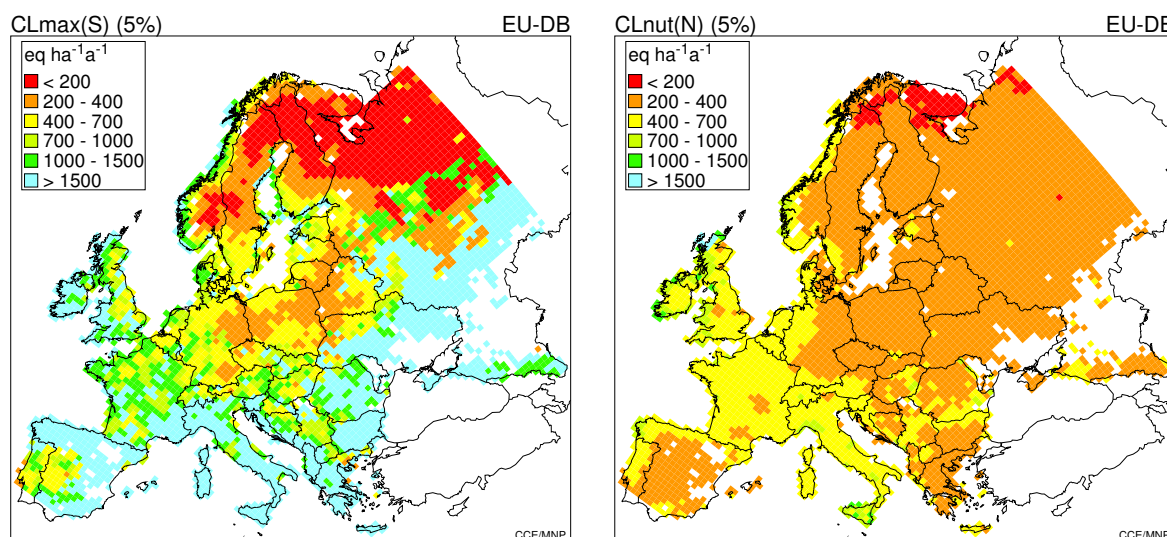 CLmax(S) (5%) EU-DB
eq ha⁻¹a⁻¹
< 200
200 - 400
400 - 700
700 - 1000
1000 - 1500
> 1500
CCE/MNP
CLnut(N) (5%) EU-DB
eq ha⁻¹a⁻¹
< 200
200 - 400
400 - 700
700 - 1000
1000 - 1500
> 1500
CCE/MNP